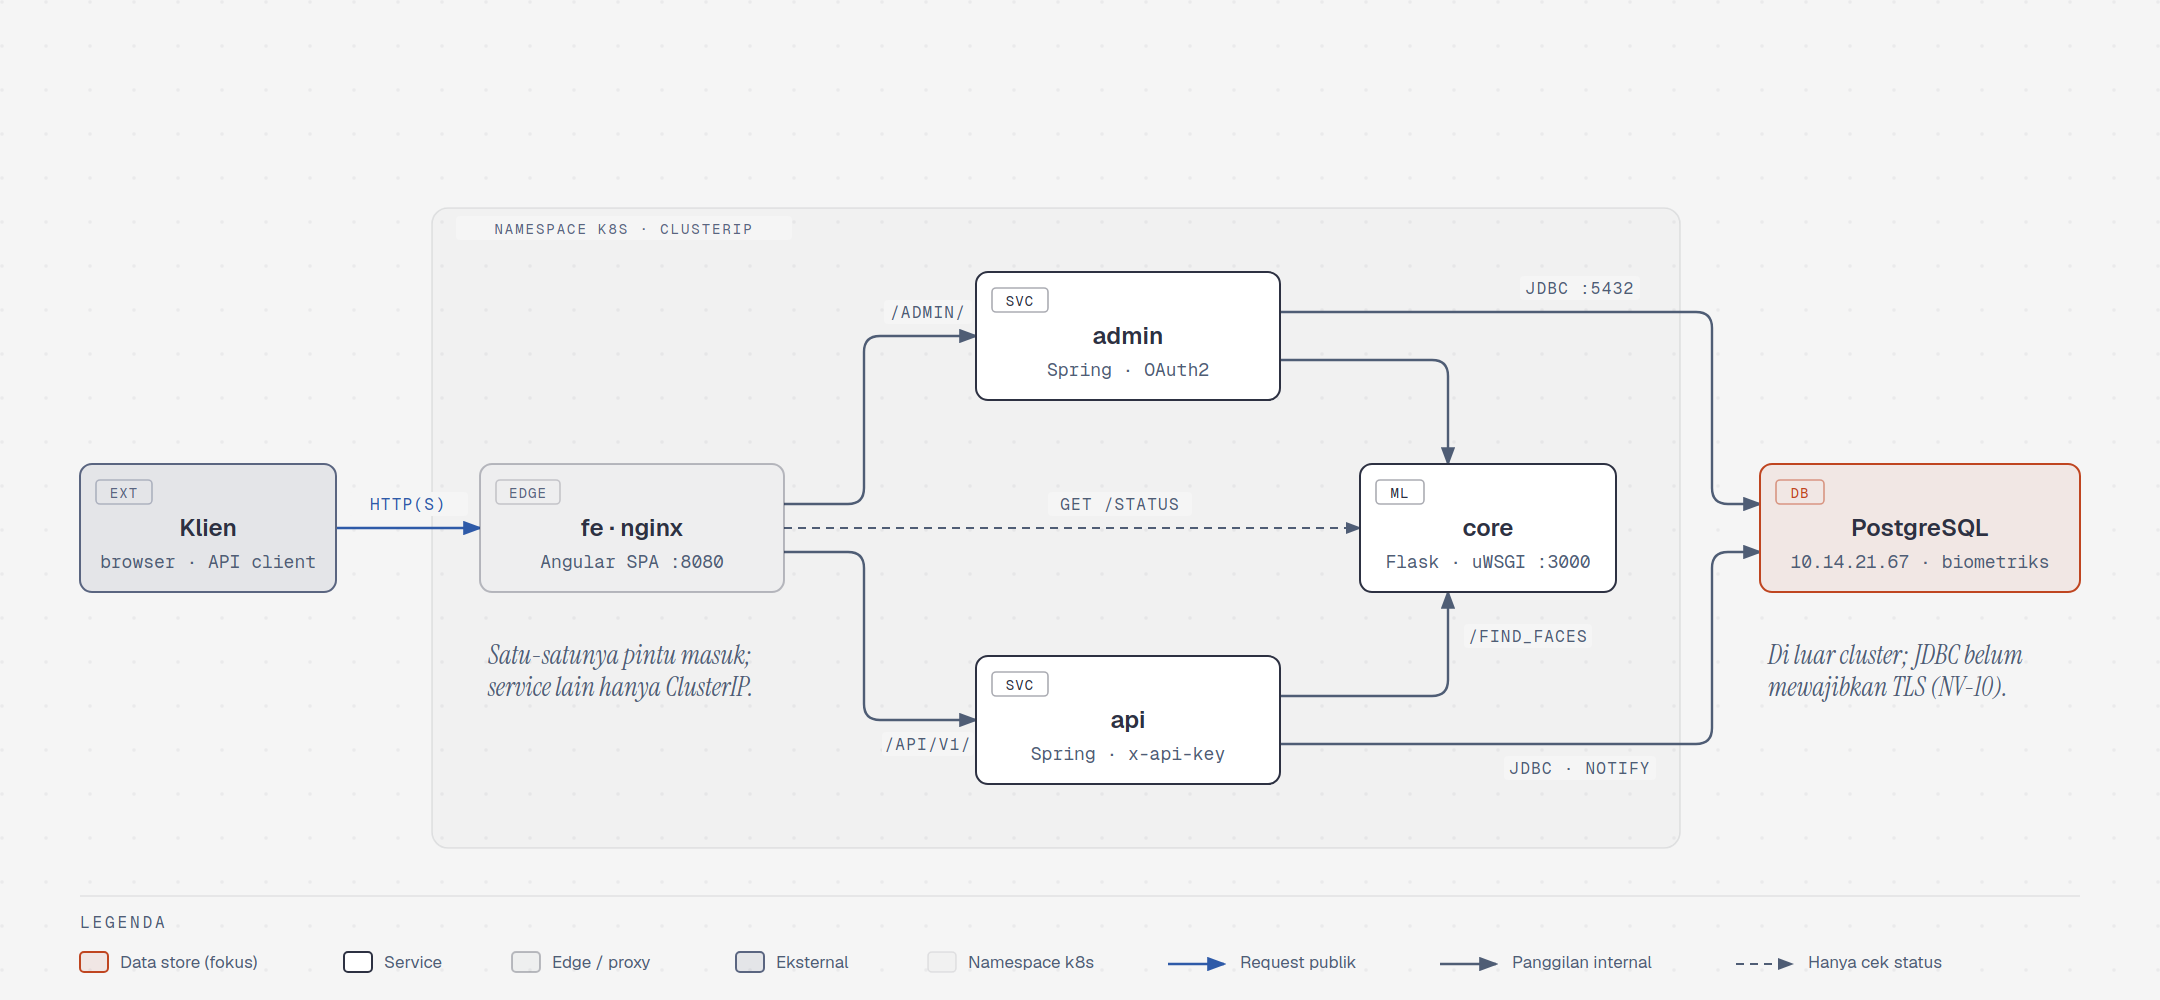 NAMESPACE K8S · CLUSTERIP
SVC
admin
Spring · OAuth2
/ADMIN/
JDBC :5432
EXT
Klien
browser · API client
HTTP(S)
EDGE
fe · nginx
Angular SPA :8080
GET /STATUS
ML
core
Flask · uWSGI :3000
DB
PostgreSQL
10.14.21.67 · biometriks
Satu-satunya pintu masuk;
service lain hanya ClusterIP.
/FIND_FACES
Di luar cluster; JDBC belum
mewajibkan TLS (NV-10).
SVC
api
Spring · x-api-key
/API/V1/
JDBC · NOTIFY
LEGENDA
Data store (fokus)
Service
Edge / proxy
Eksternal
Namespace k8s
Request publik
Panggilan internal
Hanya cek status